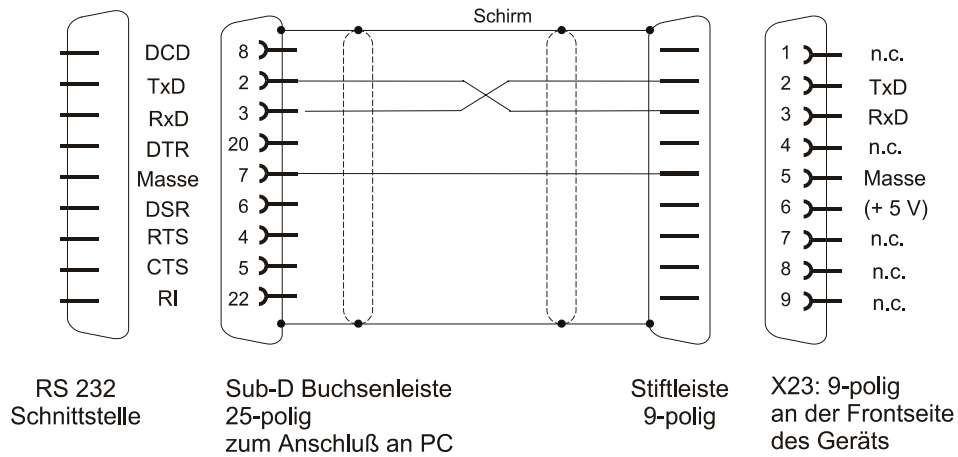 Schirm
DCD 8 1 n.c.
TxD 2 2 TxD
RxD 3 3 RxD
DTR 20 4 n.c.
Masse 7 5 Masse
DSR 6 6 (+ 5 V)
RTS 4 7 n.c.
CTS 5 8 n.c.
RI 22 9 n.c.
RS 232
Schnittstelle
Sub-D Buchsenleiste
25-polig
zum Anschluß an PC
Stiftleiste
9-polig
X23: 9-polig
an der Frontseite
des Geräts